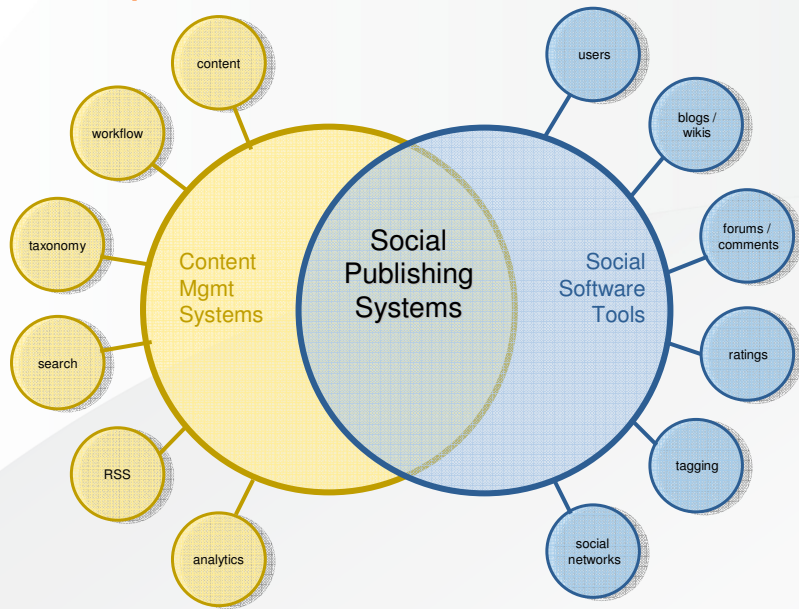 content
workflow
taxonomy
search
RSS
analytics
Content
Mgmt
Systems
Social
Publishing
Systems
Social
Software
Tools
users
blogs /
wikis
forums /
comments
ratings
tagging
social
networks